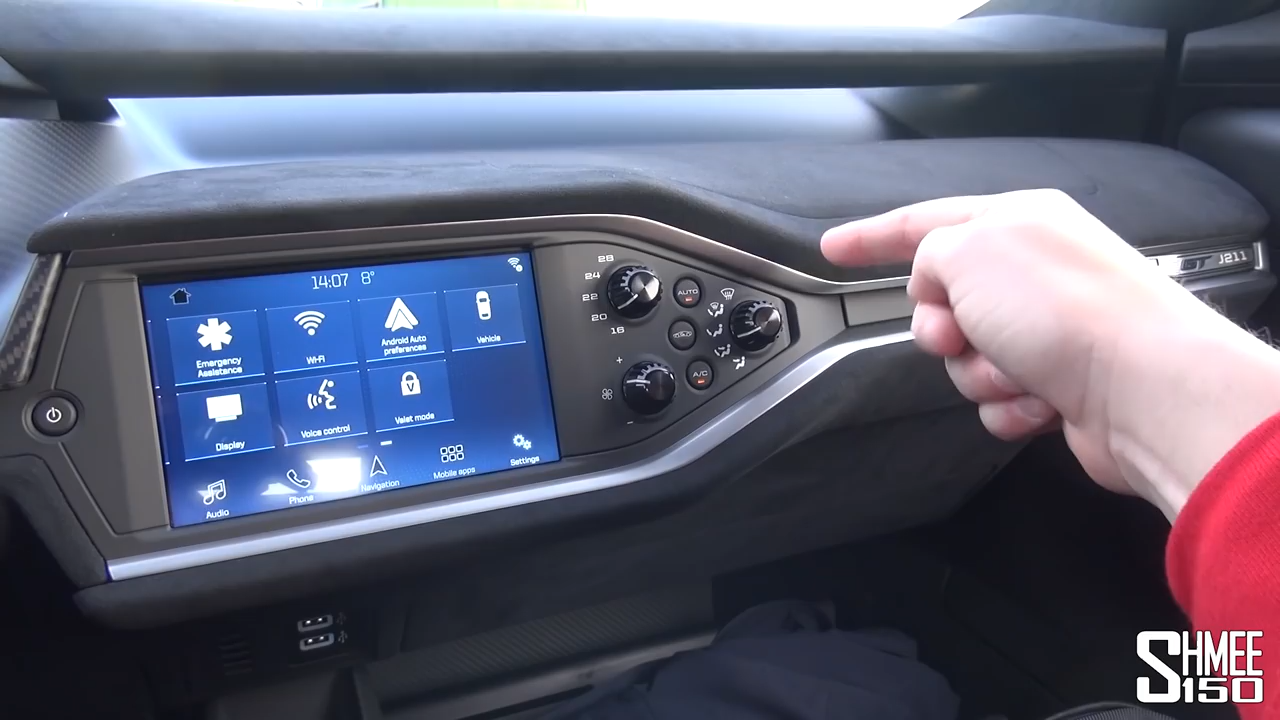 14:07 8°
Emergency
Assistance
Wi-Fi
Android Auto
preferences
Vehicle
Display
Voice control
V
Valet mode
Audio
Phone
Navigation
Mobile apps
Settings
28
24
22
20
16
AUTO
A/C
+
-
GT J211
SHMEE
150